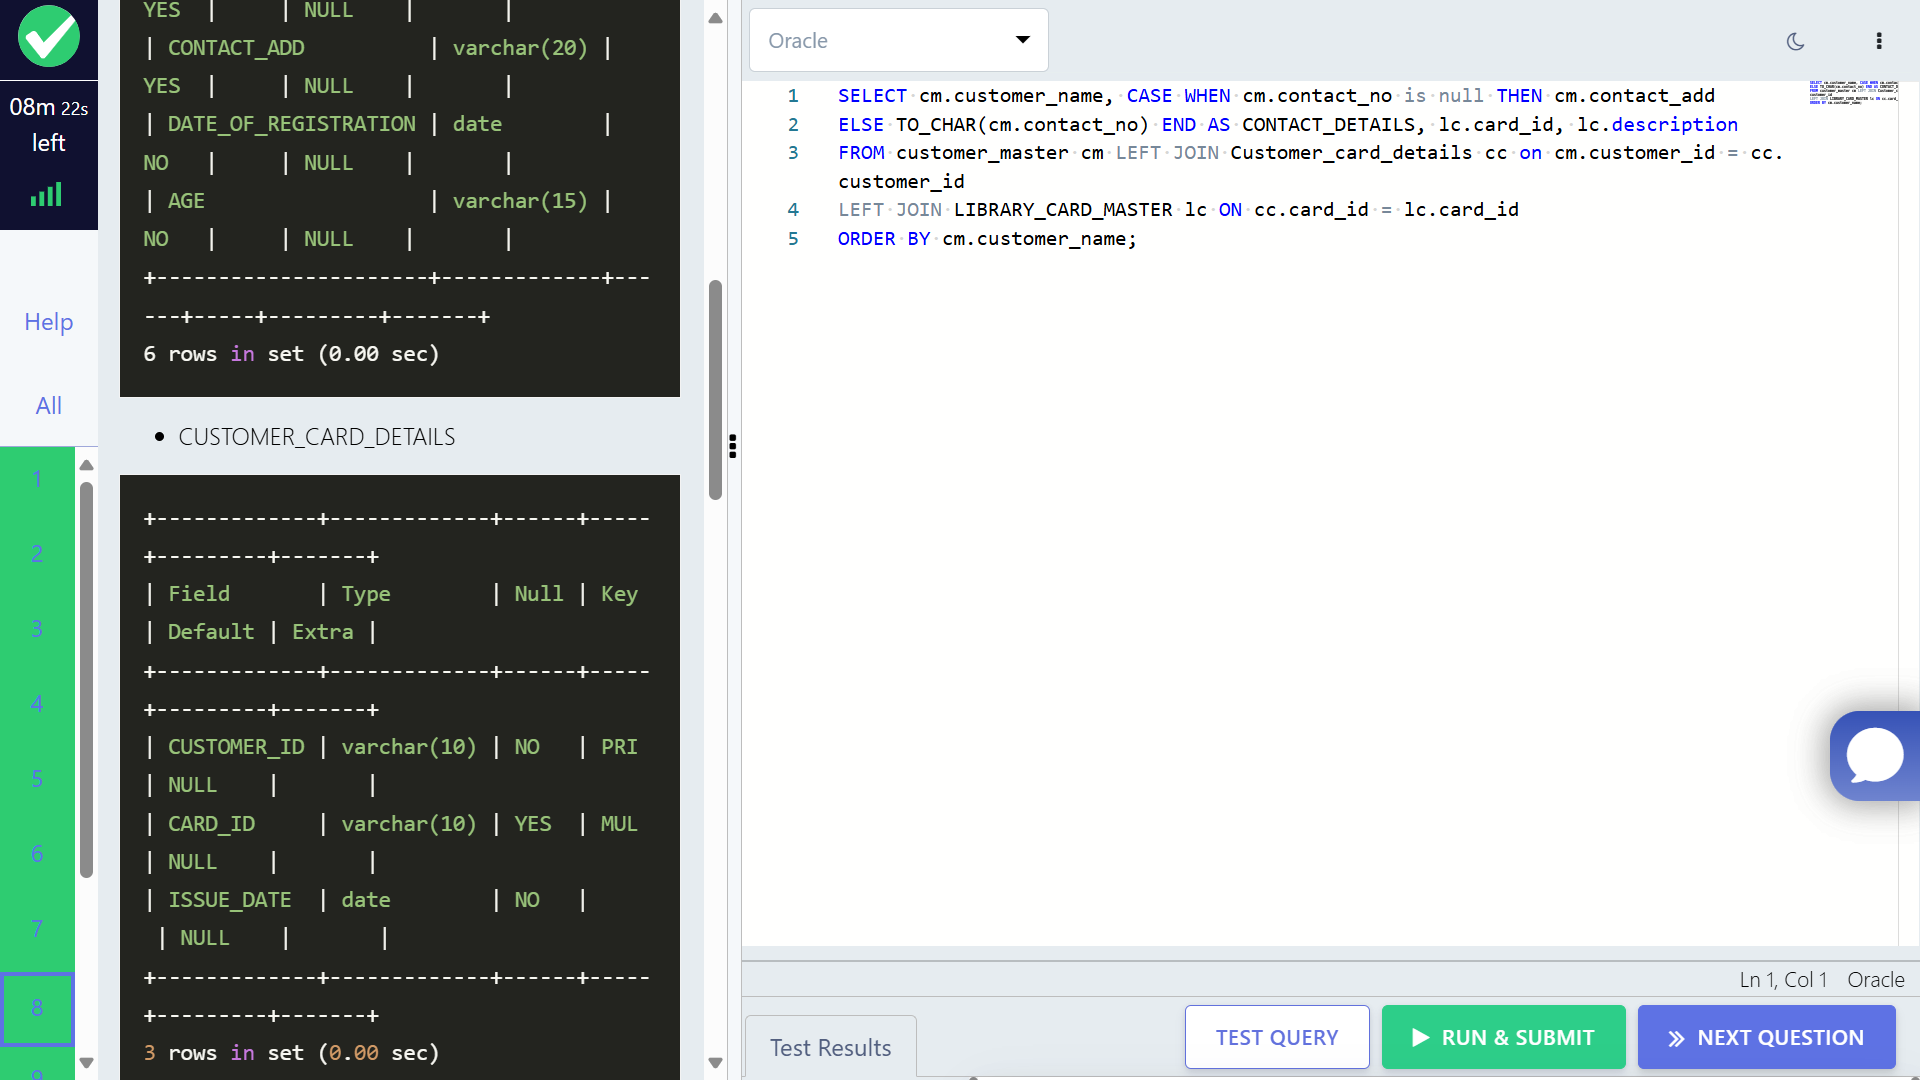 08m 22s
left
Help
All
1
2
3
4
5
6
7
8
9
YES | | NULL | |
| CONTACT_ADD | varchar(20) |
YES | | NULL | |
| DATE_OF_REGISTRATION | date |
NO | | NULL | |
| AGE | varchar(15) |
NO | | NULL | |
+----------------------+-------------+---
---+-----+---------+-------+
6 rows in set (0.00 sec)
• CUSTOMER_CARD_DETAILS
+-------------+-------------+------+-----
+---------+-------+
| Field | Type | Null | Key
| Default | Extra |
+-------------+-------------+------+-----
+---------+-------+
| CUSTOMER_ID | varchar(10) | NO | PRI
| NULL | |
| CARD_ID | varchar(10) | YES | MUL
| NULL | |
| ISSUE_DATE | date | NO |
| NULL | |
+-------------+-------------+------+-----
+---------+-------+
3 rows in set (0.00 sec)
Oracle
1 SELECT cm.customer_name, CASE WHEN cm.contact_no is null THEN cm.contact_add
2 ELSE TO_CHAR(cm.contact_no) END AS CONTACT_DETAILS, lc.card_id, lc.description
3 FROM customer_master cm LEFT JOIN Customer_card_details cc on cm.customer_id = cc.
customer_id
4 LEFT JOIN LIBRARY_CARD_MASTER lc ON cc.card_id = lc.card_id
5 ORDER BY cm.customer_name;
Ln 1, Col 1 Oracle
Test Results
TEST QUERY
RUN & SUBMIT
NEXT QUESTION